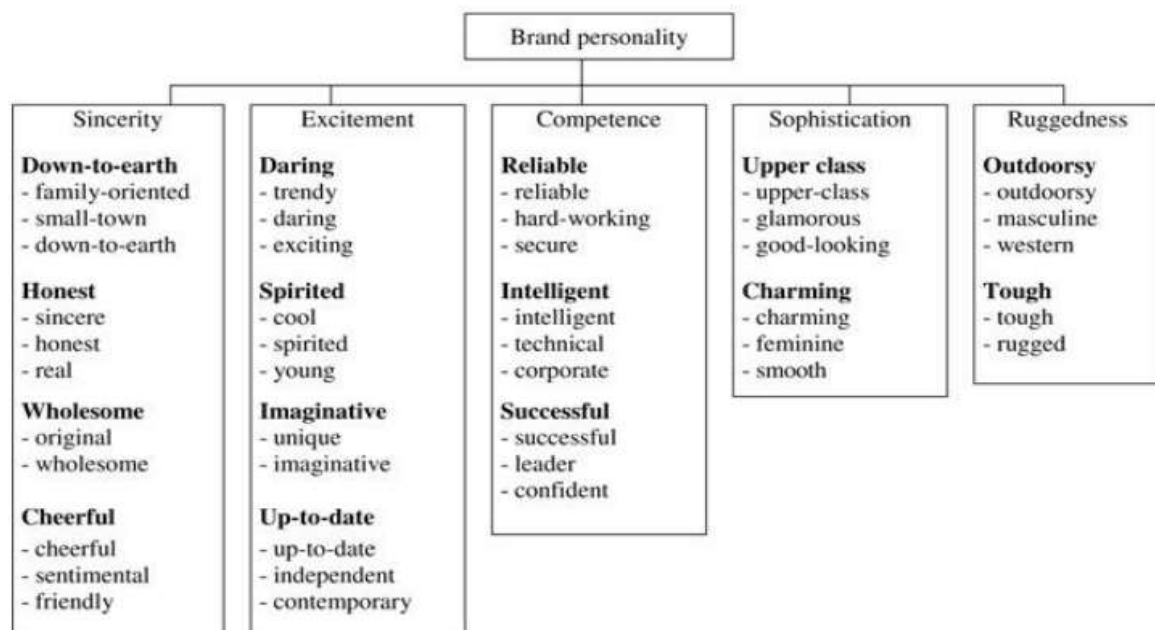 Brand personality
Sincerity
Down-to-earth
- family-oriented
- small-town
- down-to-earth
Honest
- sincere
- honest
- real
Wholesome
- original
- wholesome
Cheerful
- cheerful
- sentimental
- friendly
Excitement
Daring
- trendy
- daring
- exciting
Spirited
- cool
- spirited
- young
Imaginative
- unique
- imaginative
Up-to-date
- up-to-date
- independent
- contemporary
Competence
Reliable
- reliable
- hard-working
- secure
Intelligent
- intelligent
- technical
- corporate
Successful
- successful
- leader
- confident
Sophistication
Upper class
- upper-class
- glamorous
- good-looking
Charming
- charming
- feminine
- smooth
Ruggedness
Outdoorsy
- outdoorsy
- masculine
- western
Tough
- tough
- rugged